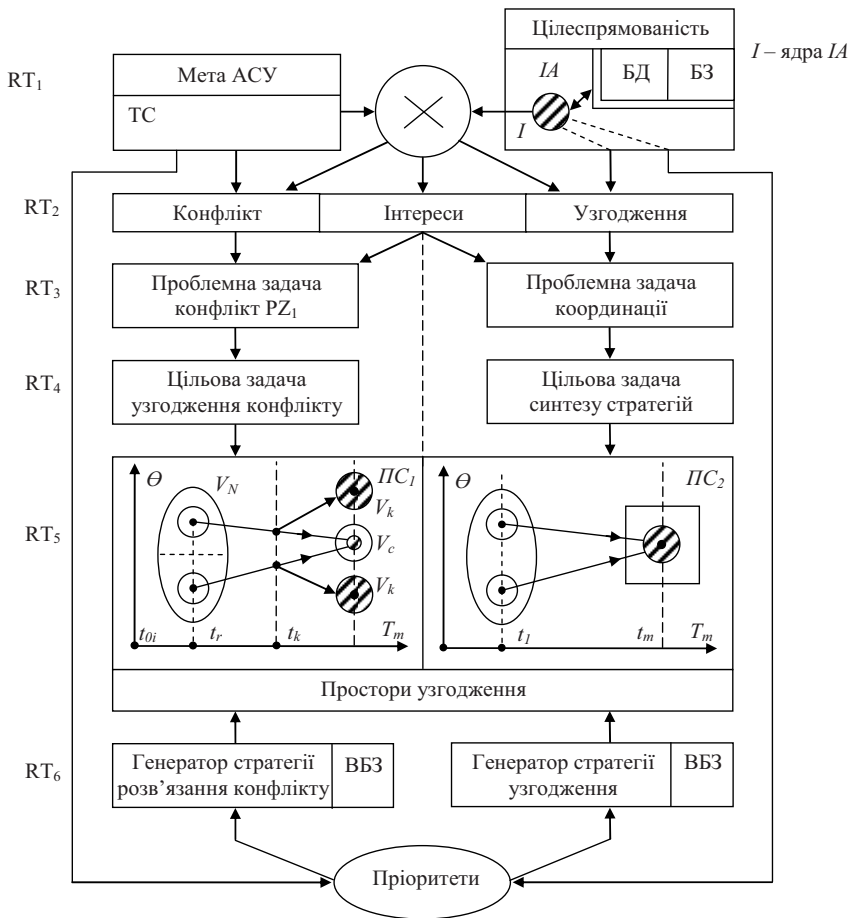 Цілеспрямованість
I – ядра IA
RT1
Мета АСУ
IA
БД
БЗ
ТС
I
RT2
Конфлікт
Інтереси
Узгодження
RT3
Проблемна задача
конфлікт PZ1
Проблемна задача
координації
RT4
Цільова задача
узгодження конфлікту
Цільова задача
синтезу стратегій
RT5
Ө
VN
ПС1
Vk
Vc
Vk
t0i
tr
tk
Tm
Ө
ПС2
t1
tm
Tm
Простори узгодження
RT6
Генератор стратегії
розв’язання конфлікту
ВБЗ
Генератор стратегії
узгодження
ВБЗ
Пріоритети